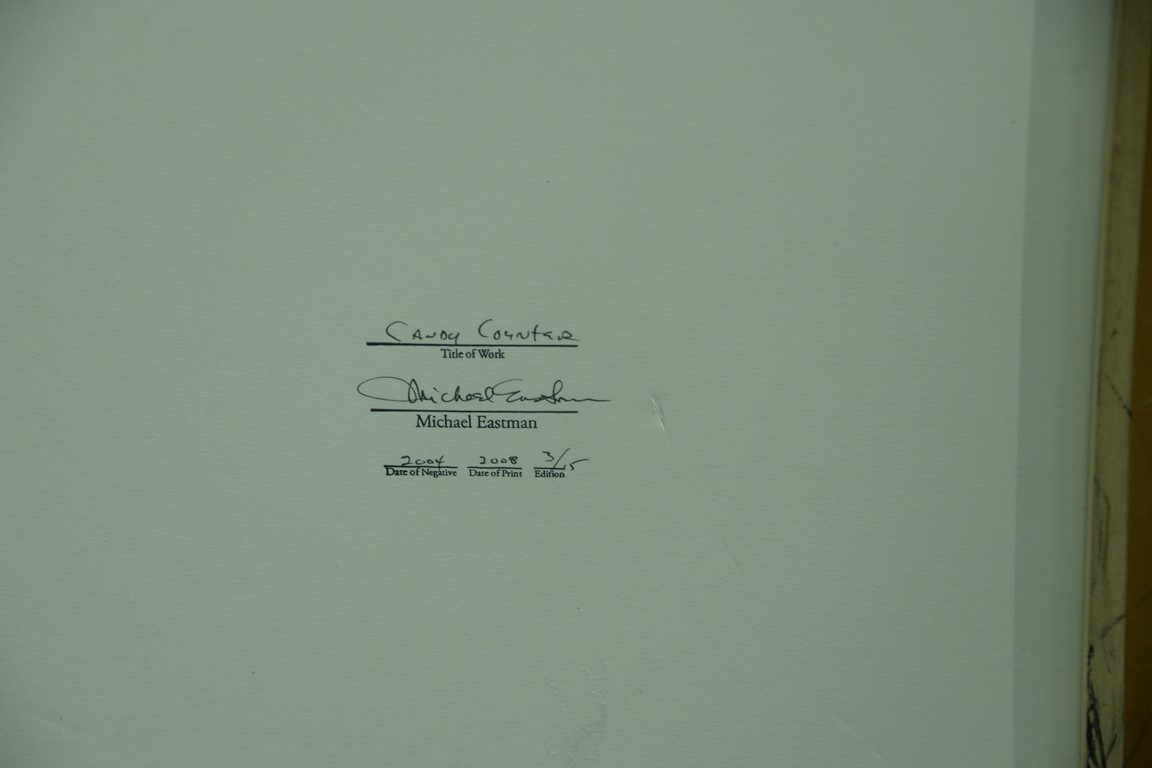 Candy Counter
Title of Work
Michael Eastman
Michael Eastman
2004 2008 3/15
Date of Negative Date of Print Edition